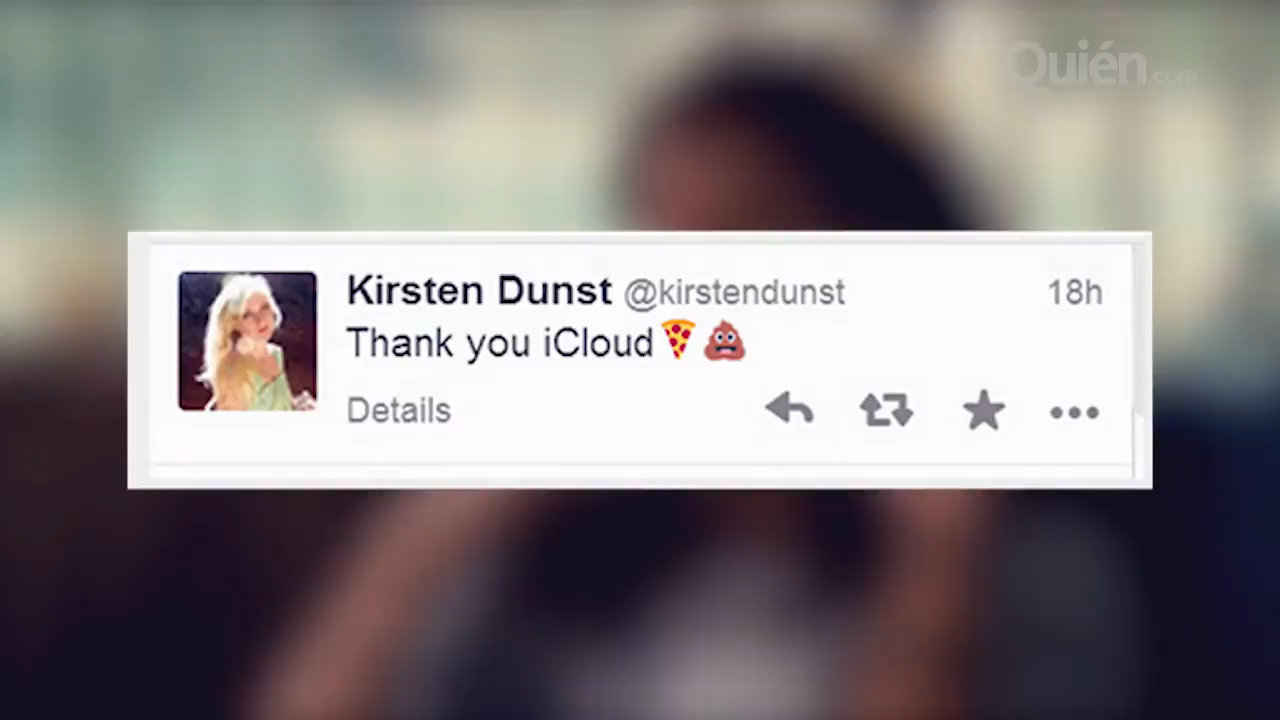 Quién.com
Kirsten Dunst @kirstendunst 18h
Thank you iCloud🍕💩
Details